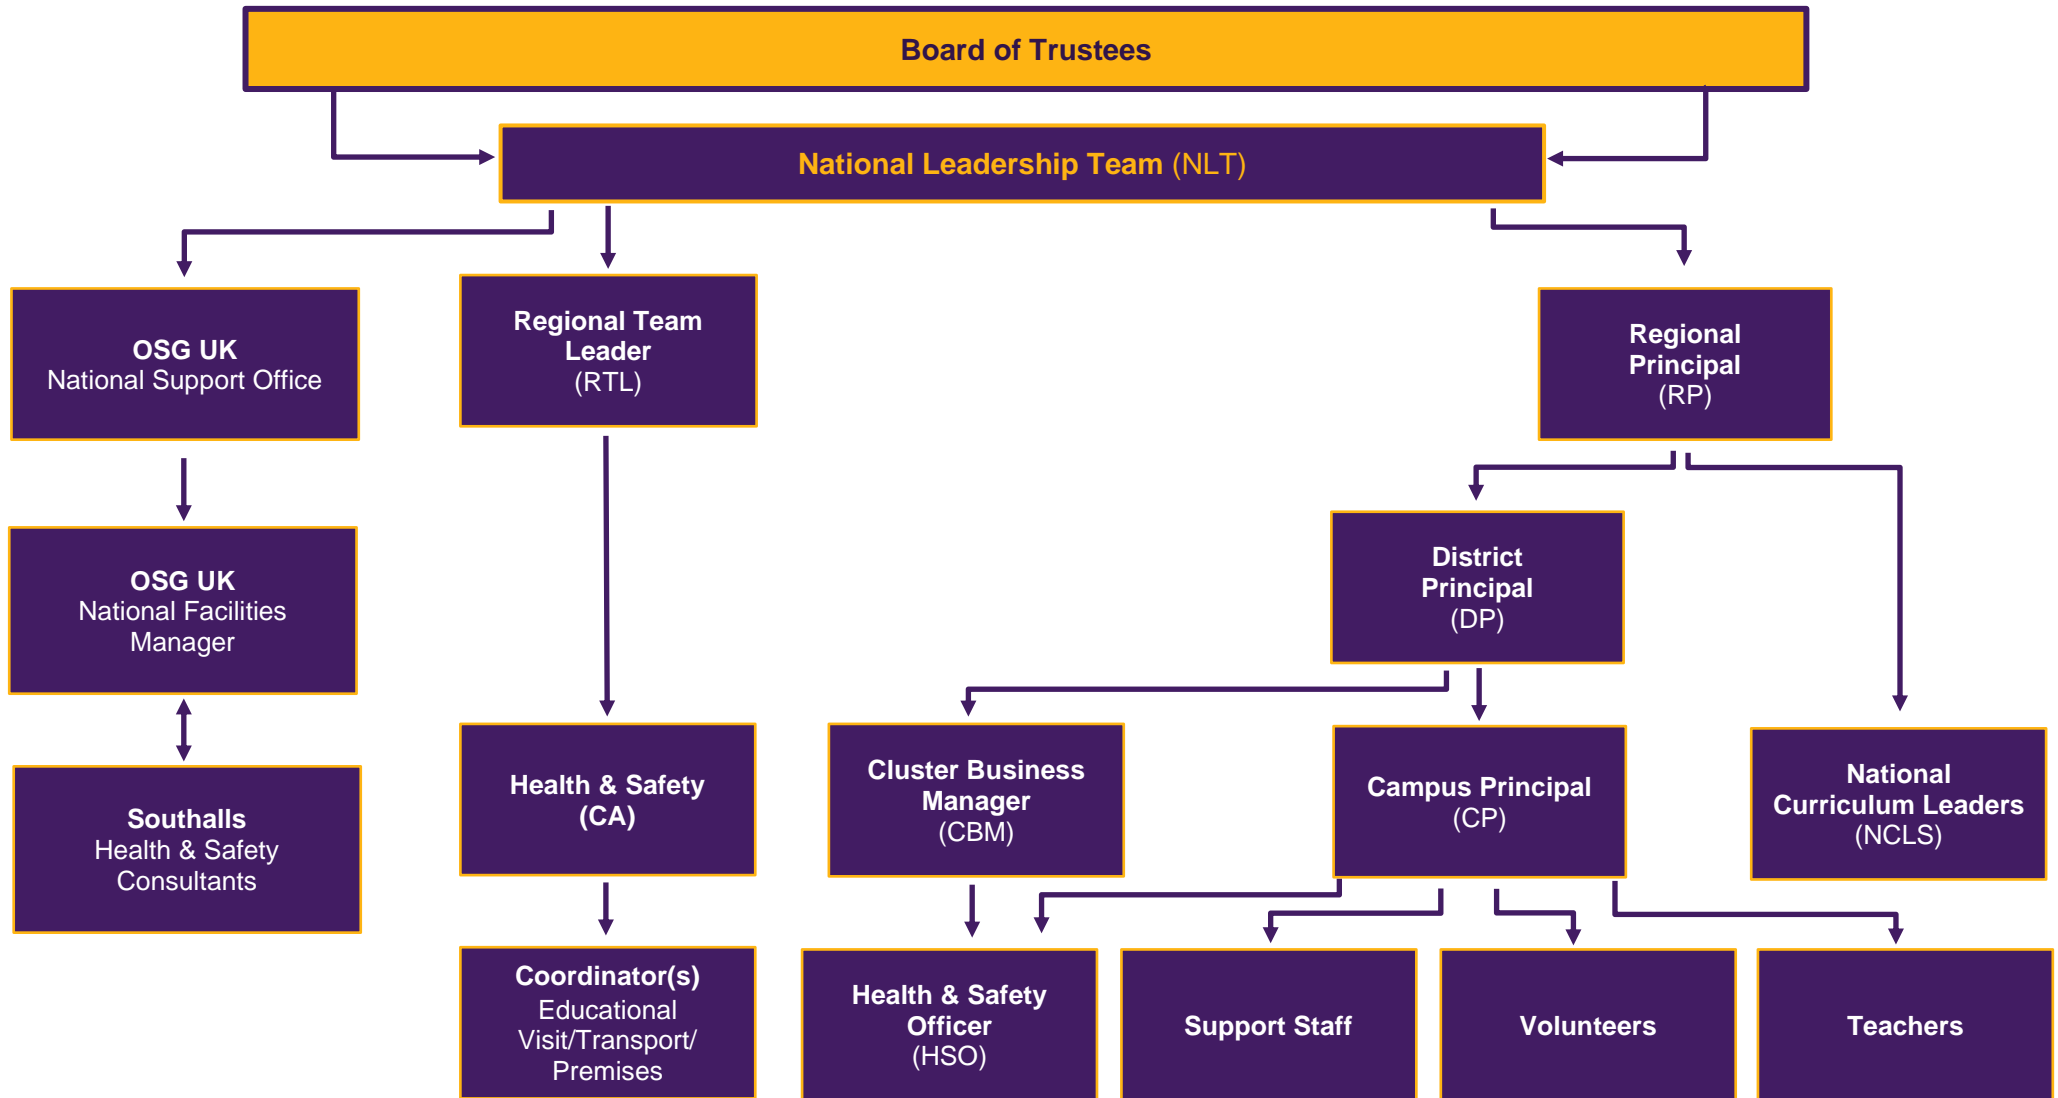 Board of Trustees
National Leadership Team (NLT)
OSG UK
National Support Office
Regional Team
Leader
(RTL)
Regional
Principal
(RP)
OSG UK
National Facilities
Manager
District
Principal
(DP)
Southalls
Health & Safety
Consultants
Health & Safety
(CA)
Cluster Business
Manager
(CBM)
Campus Principal
(CP)
National
Curriculum Leaders
(NCLS)
Coordinator(s)
Educational
Visit/Transport/
Premises
Health & Safety
Officer
(HSO)
Support Staff
Volunteers
Teachers